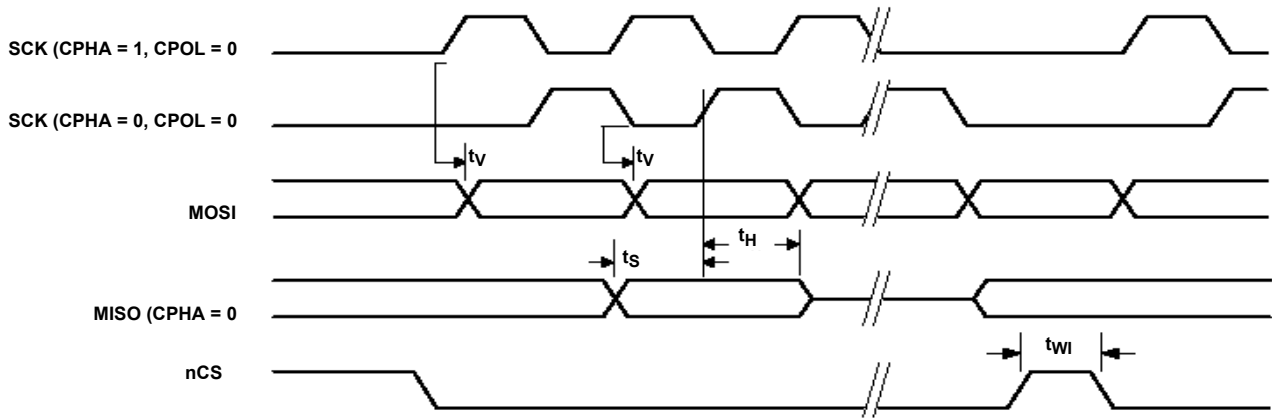 SCK (CPHA = 1, CPOL = 0
SCK (CPHA = 0, CPOL = 0
tV
tV
MOSI
tH
tS
MISO (CPHA = 0
tWI
nCS